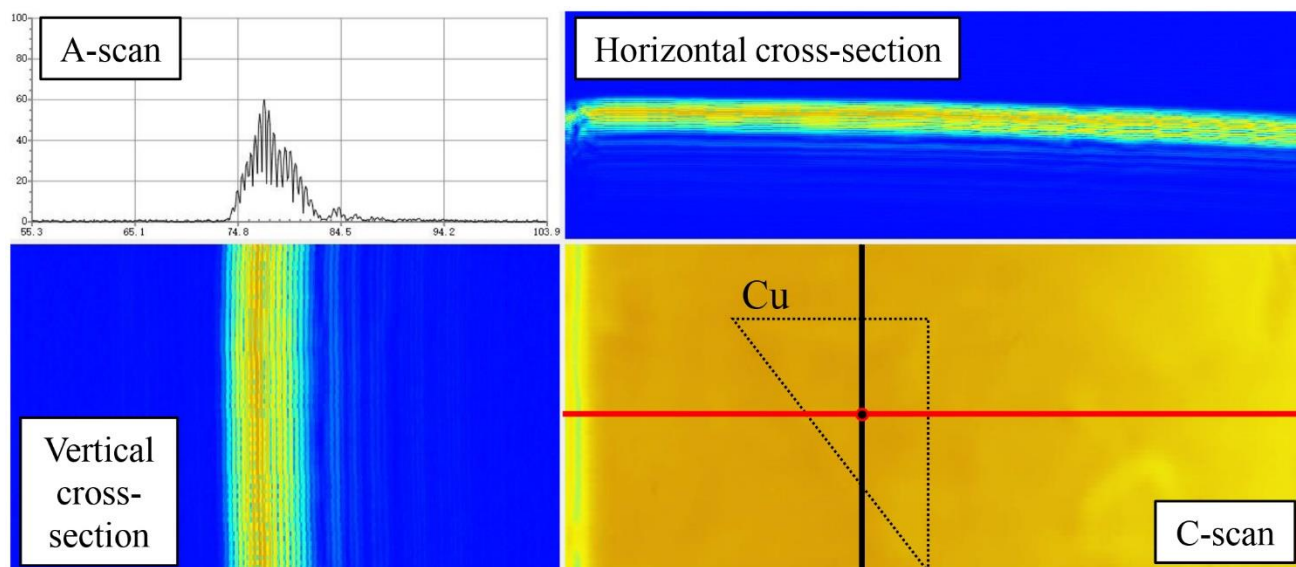 100
80
60
40
20
0
A-scan
55.3 65.1 74.8 84.5 94.2 103.9
Horizontal cross-section
Vertical
cross-
section
Cu
C-scan